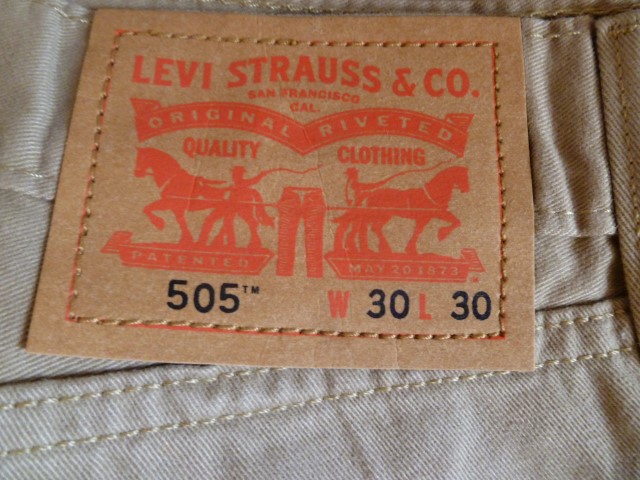 LEVI STRAUSS & CO.
SAN FRANCISCO
CAL.
ORIGINAL RIVETED
QUALITY CLOTHING
PATENTED MAY 20 1873
505™ W 30 L 30